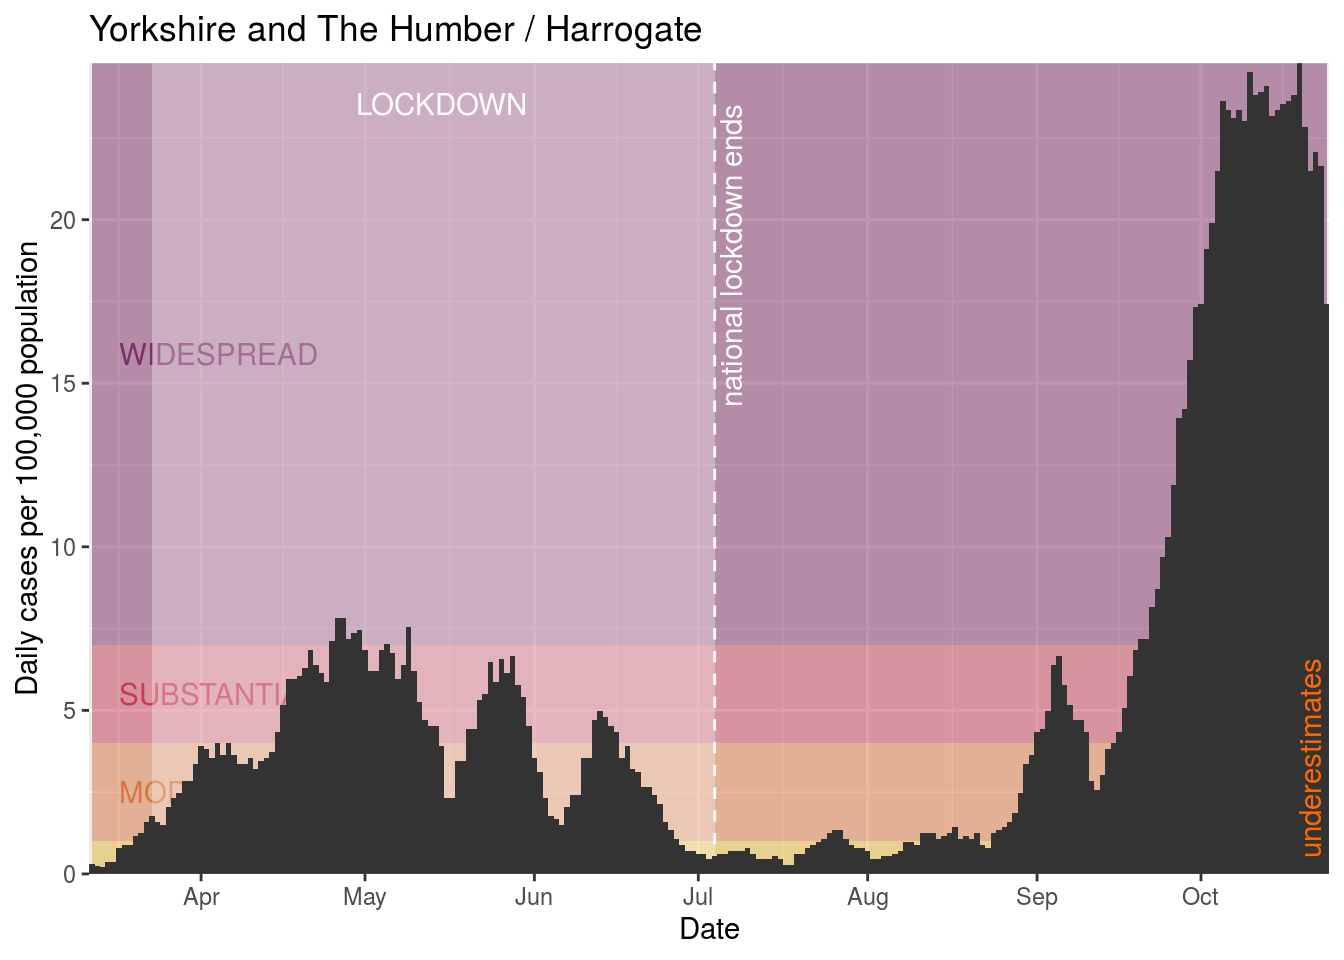 Yorkshire and The Humber / Harrogate
LOCKDOWN
national lockdown ends
WIDESPREAD
SUBSTANTIA
MOD
underestimates
Daily cases per 100,000 population
20
15
10
5
0
Apr May Jun Jul Aug Sep Oct
Date